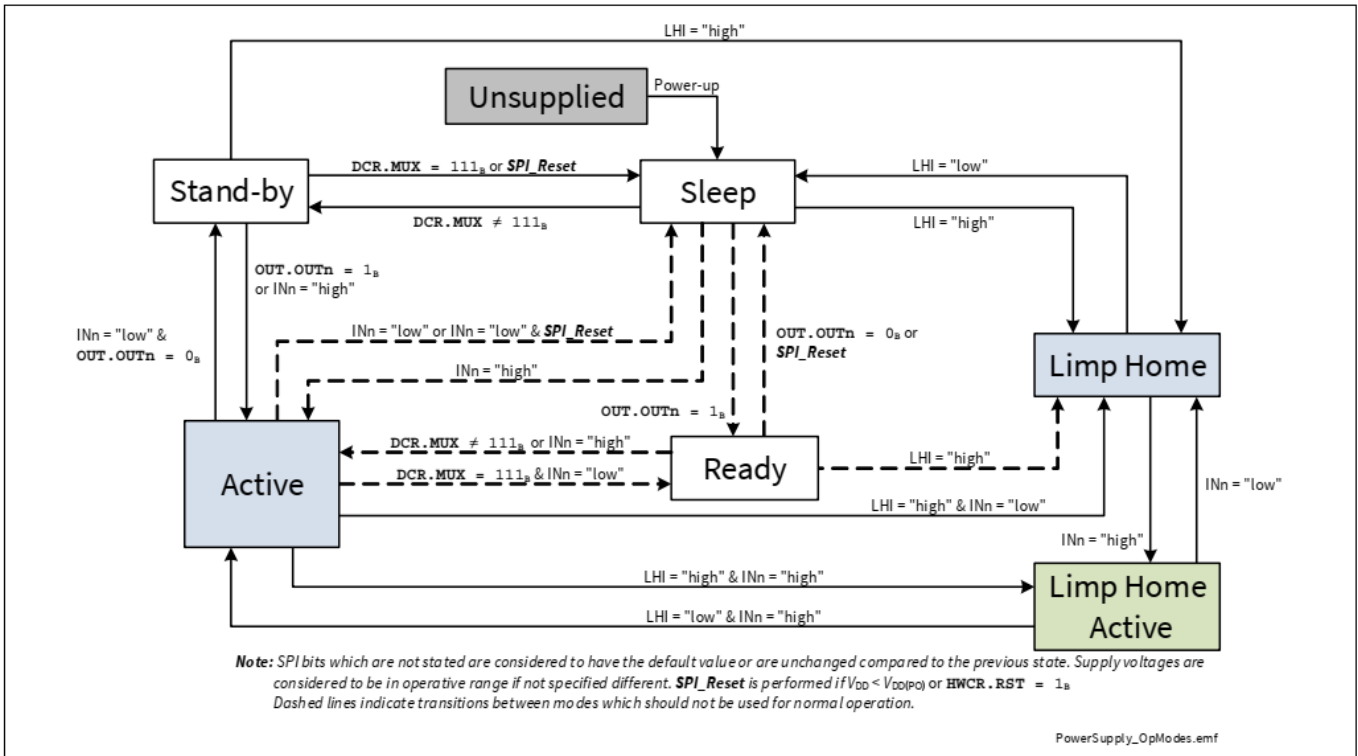 LHI = "high"
Unsupplied
Power-up
Stand-by
DCR.MUX = 111B or SPI_Reset
Sleep
LHI = "low"
DCR.MUX ≠ 111B
LHI = "high"
OUT.OUTn = 1B
or INn = "high"
INn = "low" &
OUT.OUTn = 0B
INn = "low" or INn = "low" & SPI_Reset
OUT.OUTn = 0B or
SPI_Reset
INn = "high"
Limp Home
OUT.OUTn = 1B
Active
DCR.MUX ≠ 111B or INn = "high"
DCR.MUX = 111B & INn = "low"
Ready
LHI = "high"
INn = "low"
LHI = "high" & INn = "low"
INn = "high"
LHI = "high" & INn = "high"
LHI = "low" & INn = "high"
Limp Home
Active
Note: SPI bits which are not stated are considered to have the default value or are unchanged compared to the previous state. Supply voltages are
considered to be in operative range if not specified different. SPI_Reset is performed if VDD < VDD(PO) or HWCR.RST = 1B
Dashed lines indicate transitions between modes which should not be used for normal operation.
PowerSupply_OpModes.emf